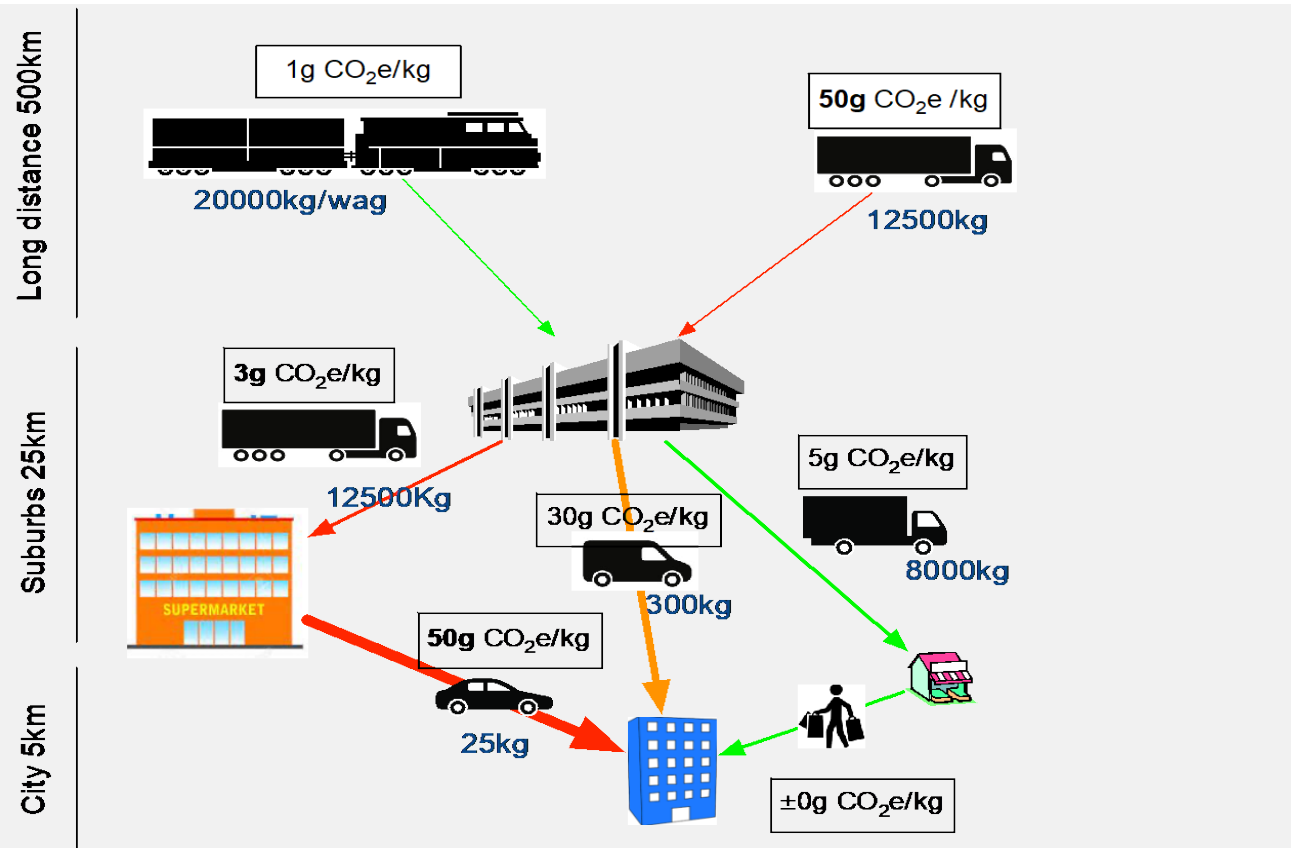 Long distance 500km
1g CO₂e/kg
20000kg/wag
50g CO₂e /kg
12500kg
Suburbs 25km
3g CO₂e/kg
12500Kg
SUPERMARKET
30g CO₂e/kg
300kg
5g CO₂e/kg
8000kg
City 5km
50g CO₂e/kg
25kg
±0g CO₂e/kg